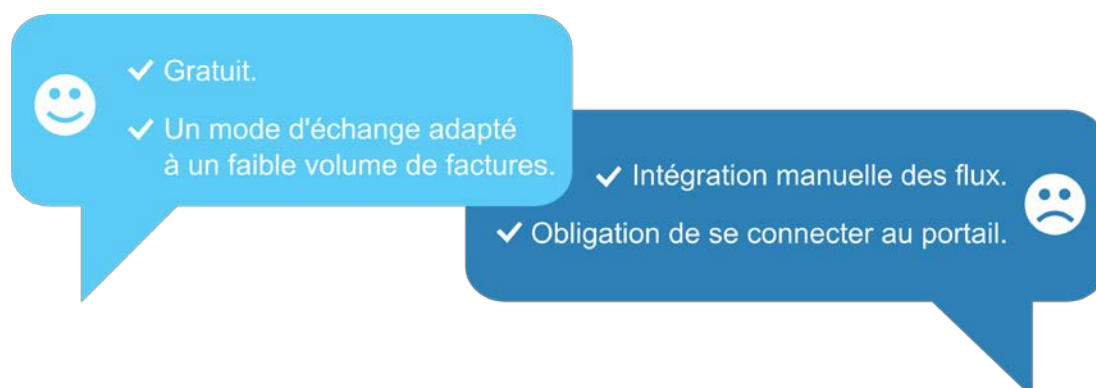 Gratuit.
Un mode d'échange adapté
à un faible volume de factures.
Intégration manuelle des flux.
Obligation de se connecter au portail.